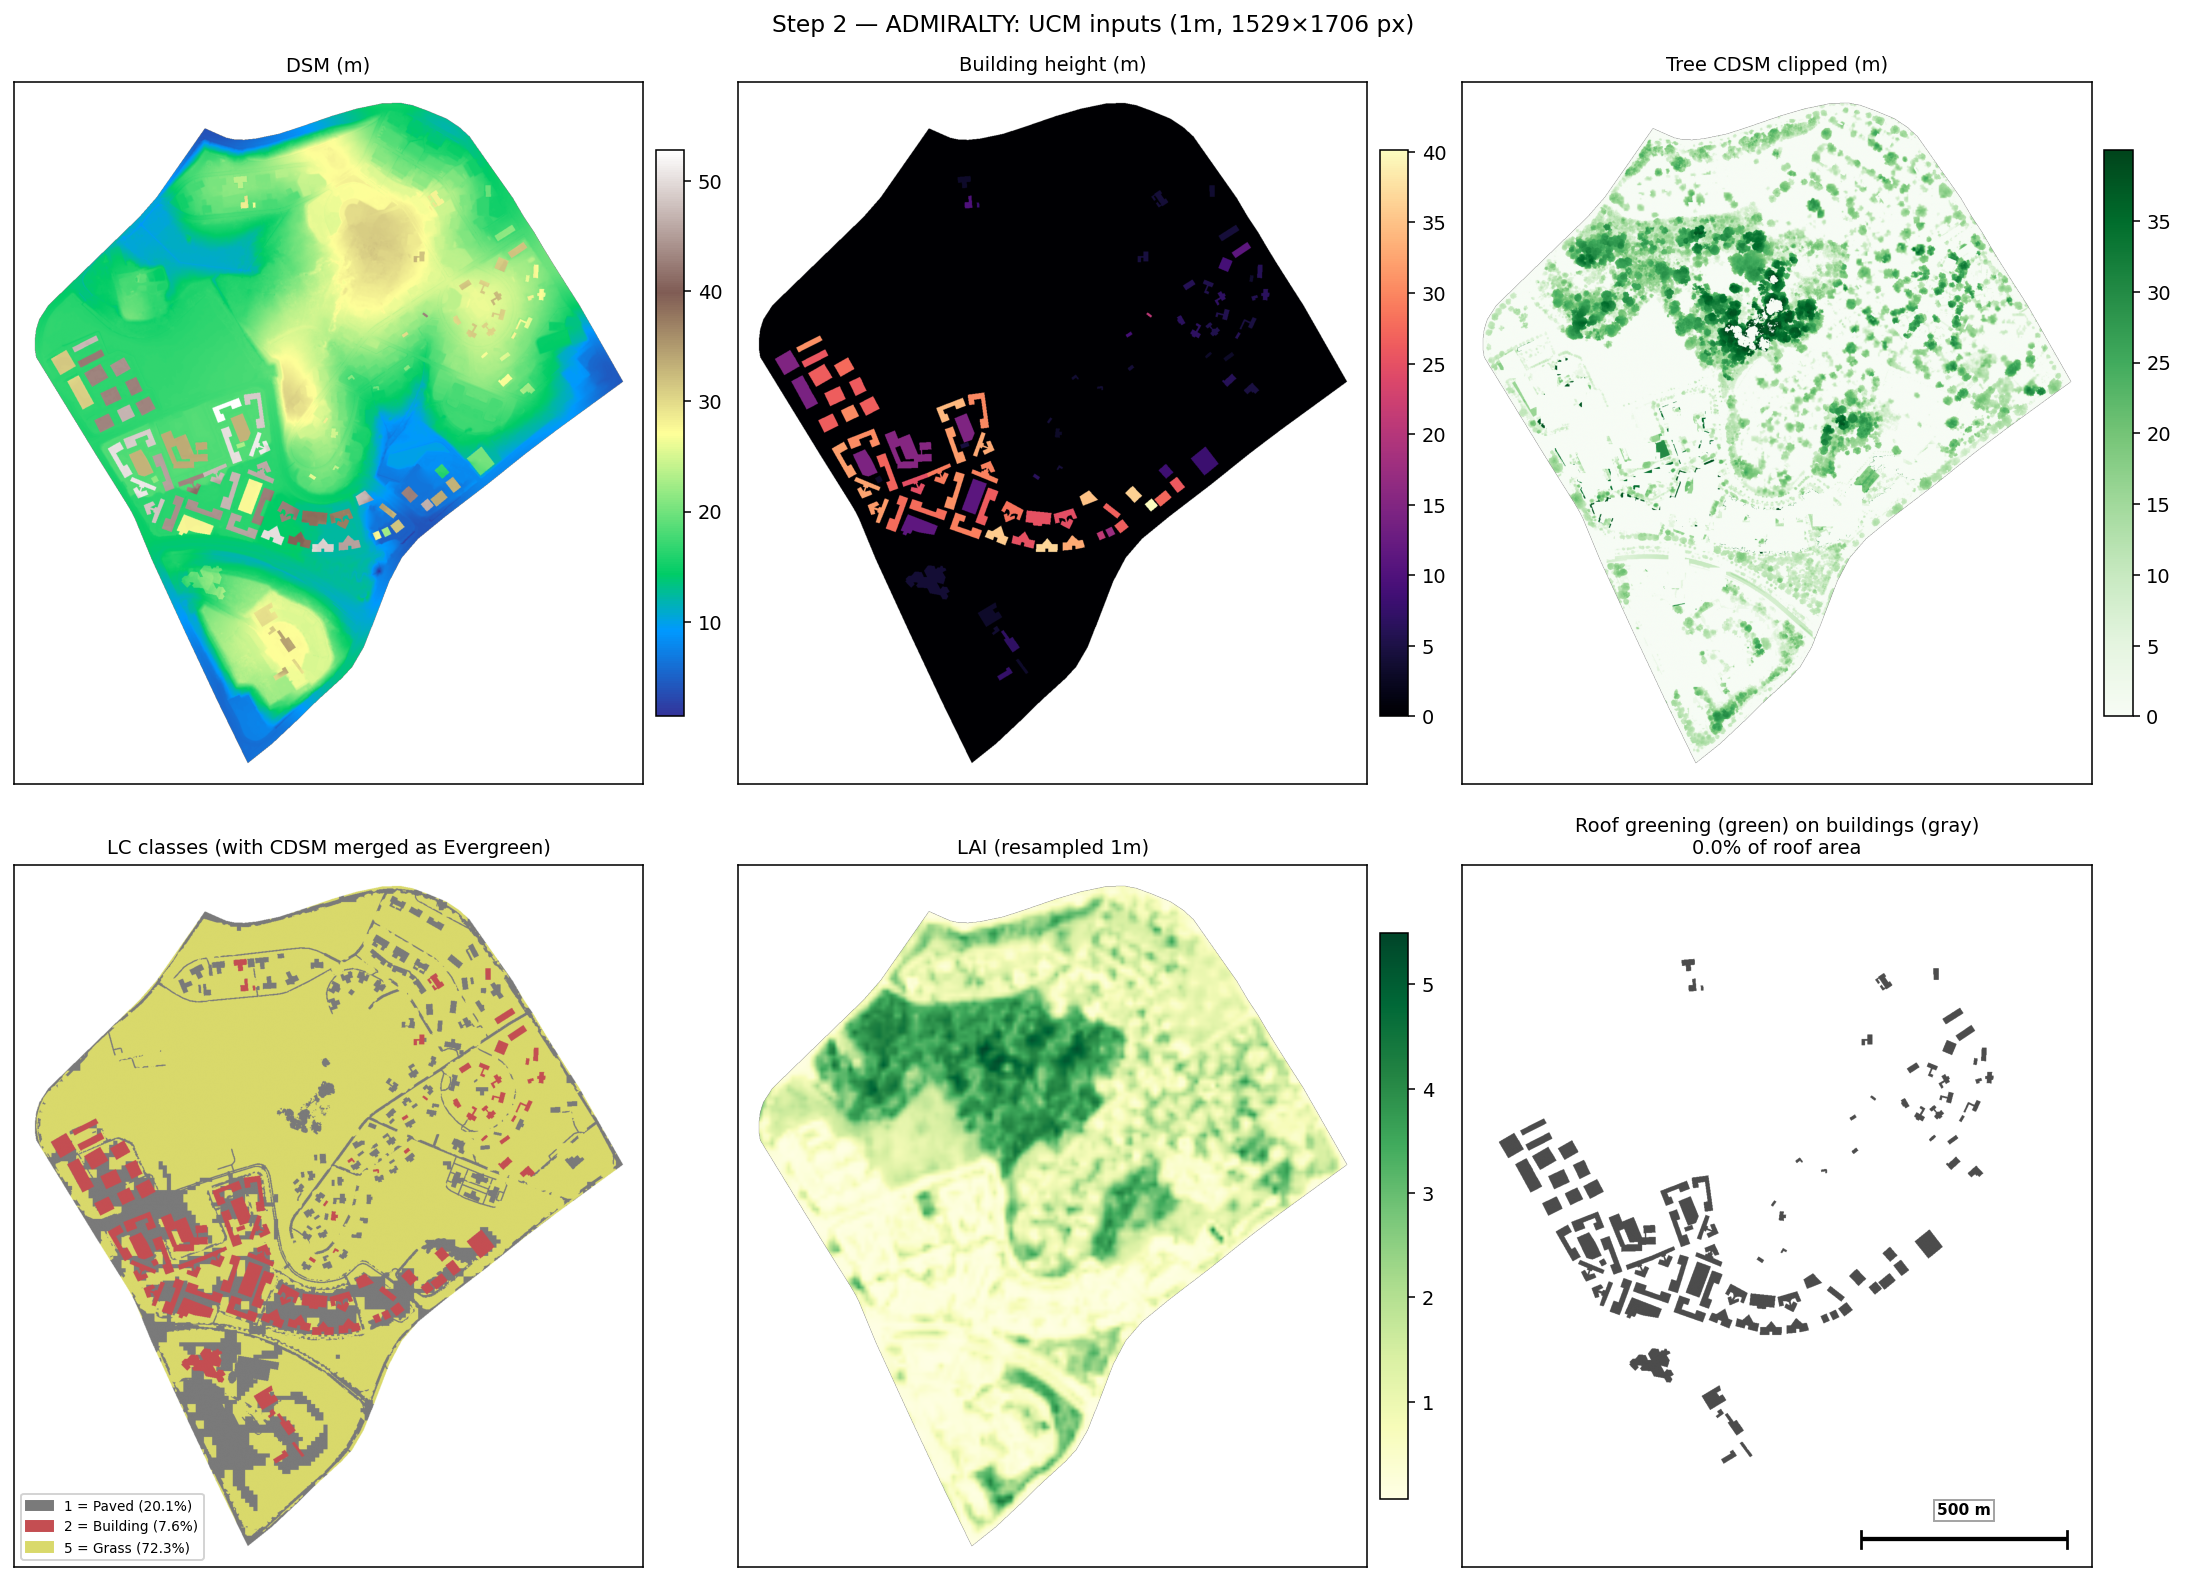 Step 2 — ADMIRALTY: UCM inputs (1m, 1529×1706 px)
DSM (m)
50
40
30
20
10
Building height (m)
40
35
30
25
20
15
10
5
0
Tree CDSM clipped (m)
35
30
25
20
15
10
5
0
LC classes (with CDSM merged as Evergreen)
1 = Paved (20.1%)
2 = Building (7.6%)
5 = Grass (72.3%)
LAI (resampled 1m)
5
4
3
2
1
Roof greening (green) on buildings (gray)
0.0% of roof area
500 m